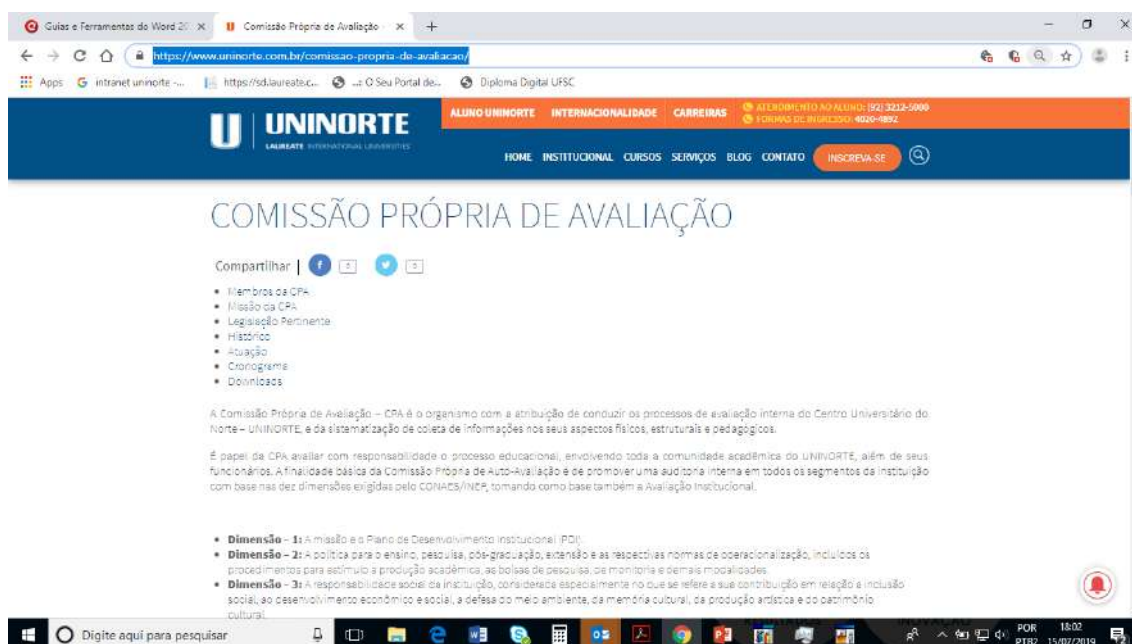 Guias e Ferramentas do Word 20
Comissão Própria de Avaliação
https://www.uninorte.com.br/comissao-propria-de-avaliacao/
Apps
intranet uninorte -...
https://sd.laureate.c...
..:: O Seu Portal de...
Diploma Digital UFSC
UNINORTE
LAUREATE INTERNATIONAL UNIVERSITIES
ALUNO UNINORTE INTERNACIONALIDADE CARREIRAS
ATENDIMENTO AO ALUNO: (92) 3212-5000
FORMAS DE INGRESSO: 4020-4892
HOME INSTITUCIONAL CURSOS SERVIÇOS BLOG CONTATO INSCREVA-SE
COMISSÃO PRÓPRIA DE AVALIAÇÃO
Compartilhar | 0 0
• Membros da CPA
• Missão da CPA
• Legislação Pertinente
• Histórico
• Atuação
• Cronograma
• Downloads
A Comissão Própria de Avaliação – CPA é o organismo com a atribuição de conduzir os processos de avaliação interna do Centro Universitário do
Norte – UNINORTE, e da sistematização de coleta de informações nos seus aspectos físicos, estruturais e pedagógicos.
É papel da CPA avaliar com responsabilidade o processo educacional, envolvendo toda a comunidade acadêmica do UNINORTE, além de seus
funcionários. A finalidade básica da Comissão Própria de Auto-Avaliação é de promover uma auditoria interna em todos os segmentos da instituição
com base nas dez dimensões exigidas pelo CONAES/INEP, tomando como base também a Avaliação Institucional.
• Dimensão – 1: A missão e o Plano de Desenvolvimento Institucional (PDI).
• Dimensão – 2: A política para o ensino, pesquisa, pós-graduação, extensão e as respectivas normas de operacionalização, incluídos os
procedimentos para estímulo a produção acadêmica, as bolsas de pesquisa, de monitoria e demais modalidades.
• Dimensão – 3: A responsabilidade social da instituição, considerada especialmente no que se refere a sua contribuição em relação a inclusão
social, ao desenvolvimento econômico e social, a defesa do meio ambiente, da memória cultural, da produção artística e do patrimônio
cultural.
Digite aqui para pesquisar
POR
PTB2
18:02
15/07/2019